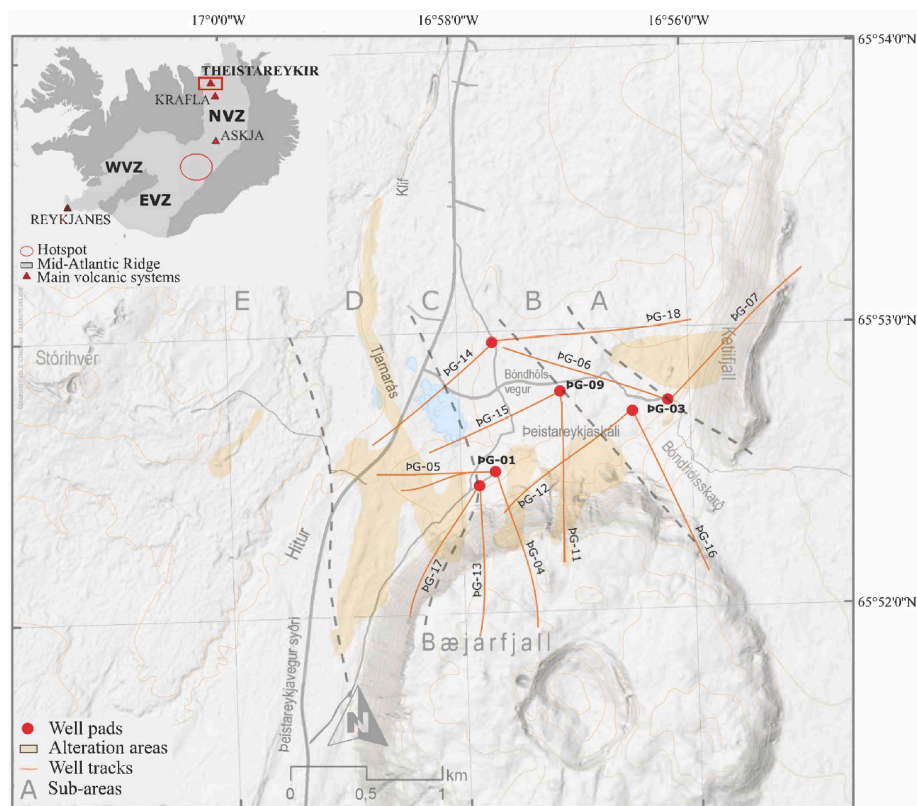 17°00'W
16°58'W
16°56'W
65°54'0"N
THEISTAREYKIR
KRAFLA
NVZ
ASKJA
WVZ
EVZ
REYKJANES
Hotspot
Mid-Atlantic Ridge
Main volcanic systems
Klif
E
D
C
B
A
ÞG-18
ÞG-07
65°53'0"N
Stórihver
Tjarnarás
ÞG-14
ÞG-06
Ketilfjall
Bóndhóls-
vegur
ÞG-09
ÞG-03
ÞG-15
Þeistareykjaskáli
ÞG-01
Bóndhólsskarð
ÞG-05
ÞG-12
Hitur
ÞG-17
ÞG-13
ÞG-04
ÞG-11
ÞG-16
65°52'0"N
Bæjarfjall
Þeistareykjavegur syðri
N
Well pads
Alteration areas
Well tracks
A Sub-areas
km
0
0,5
1